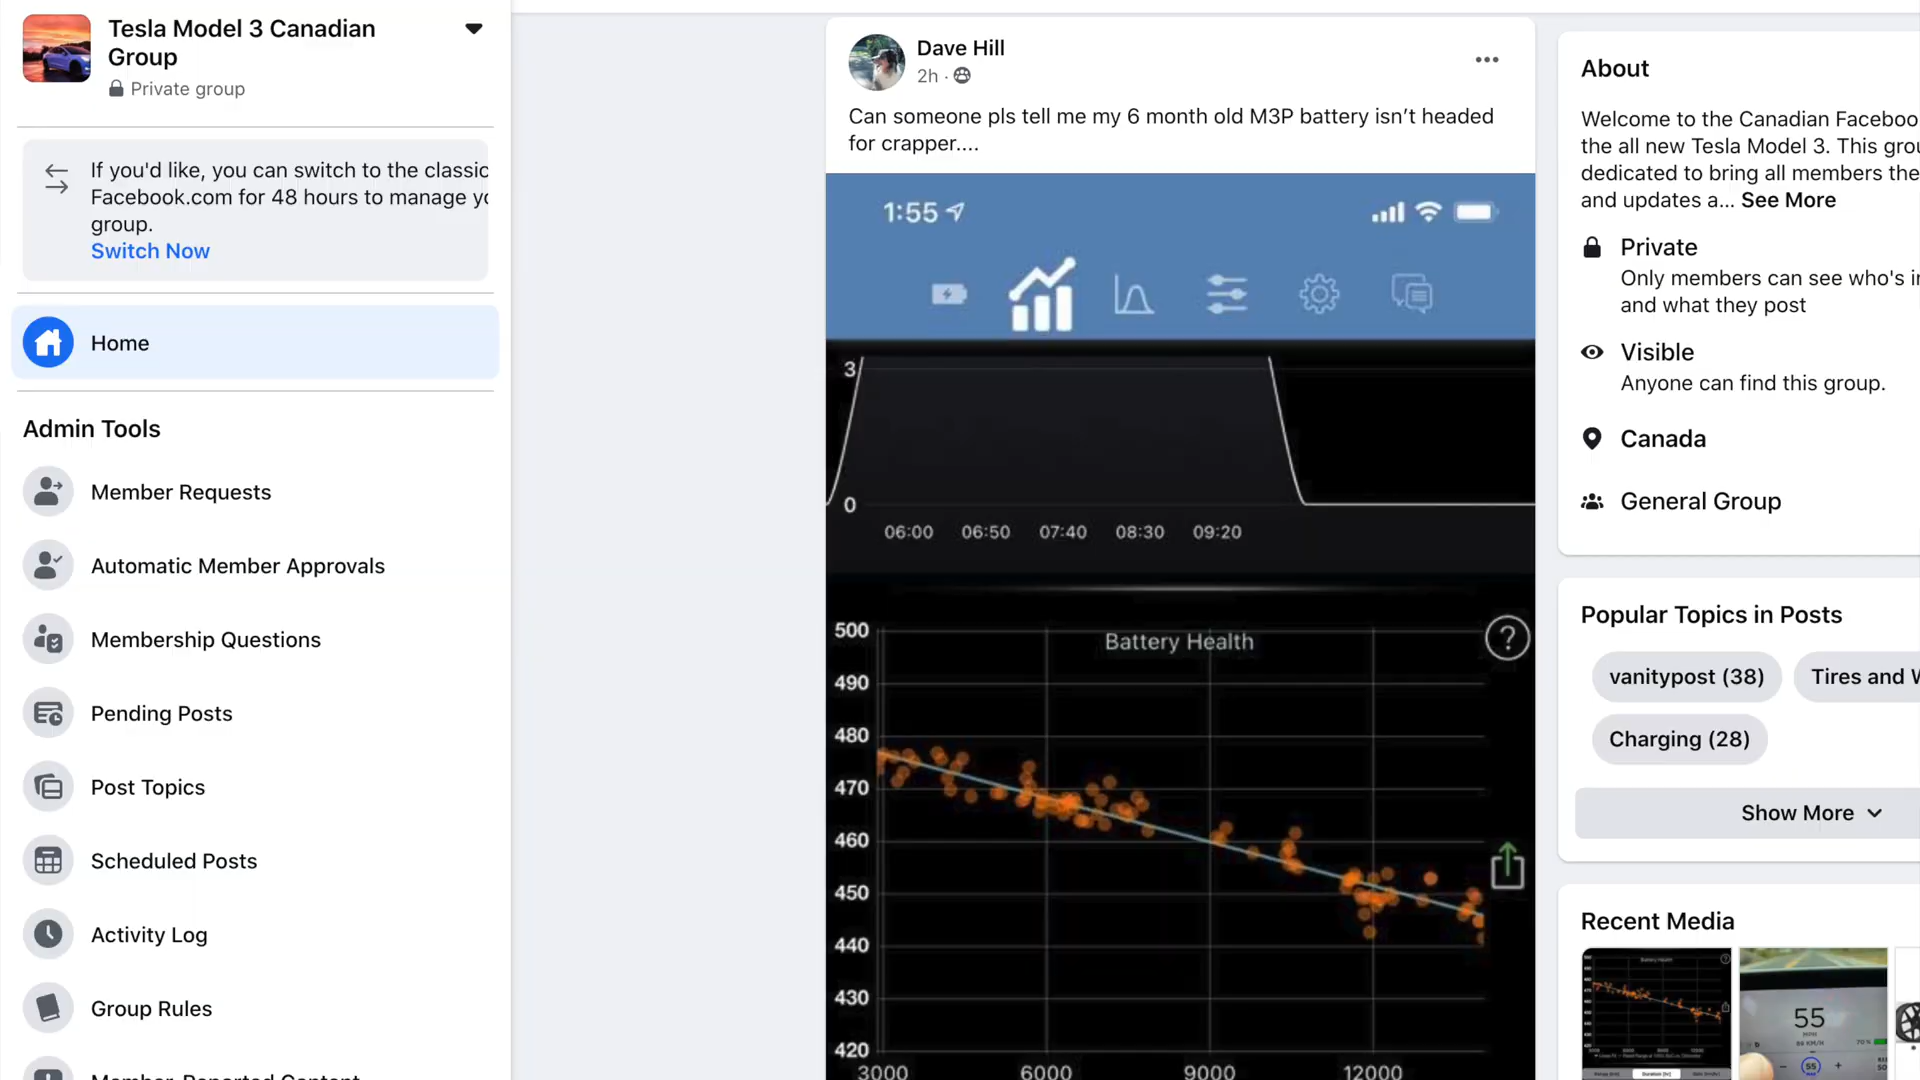 Tesla Model 3 Canadian
Group
Private group
If you'd like, you can switch to the classic
Facebook.com for 48 hours to manage
group.
Switch Now
Home
Admin Tools
Member Requests
Automatic Member Approvals
Membership Questions
Pending Posts
Post Topics
Scheduled Posts
Activity Log
Group Rules
Member-Reported Content
Dave Hill
2h ·
Can someone pls tell me my 6 month old M3P battery isn’t headed
for crapper....
1:55
3
0
06:00 06:50 07:40 08:30 09:20
Battery Health
?
500
490
480
470
460
450
440
430
420
3000 6000 9000 12000
About
Welcome to the Canadian
the all new Tesla Model 3. This
dedicated to bring all members
and updates a... See More
Private
Only members can see who's
and what they post
Visible
Anyone can find this group.
Canada
General Group
Popular Topics in Posts
vanitypost (38)
Tires and
Charging (28)
Show More
Recent Media
55
MPH